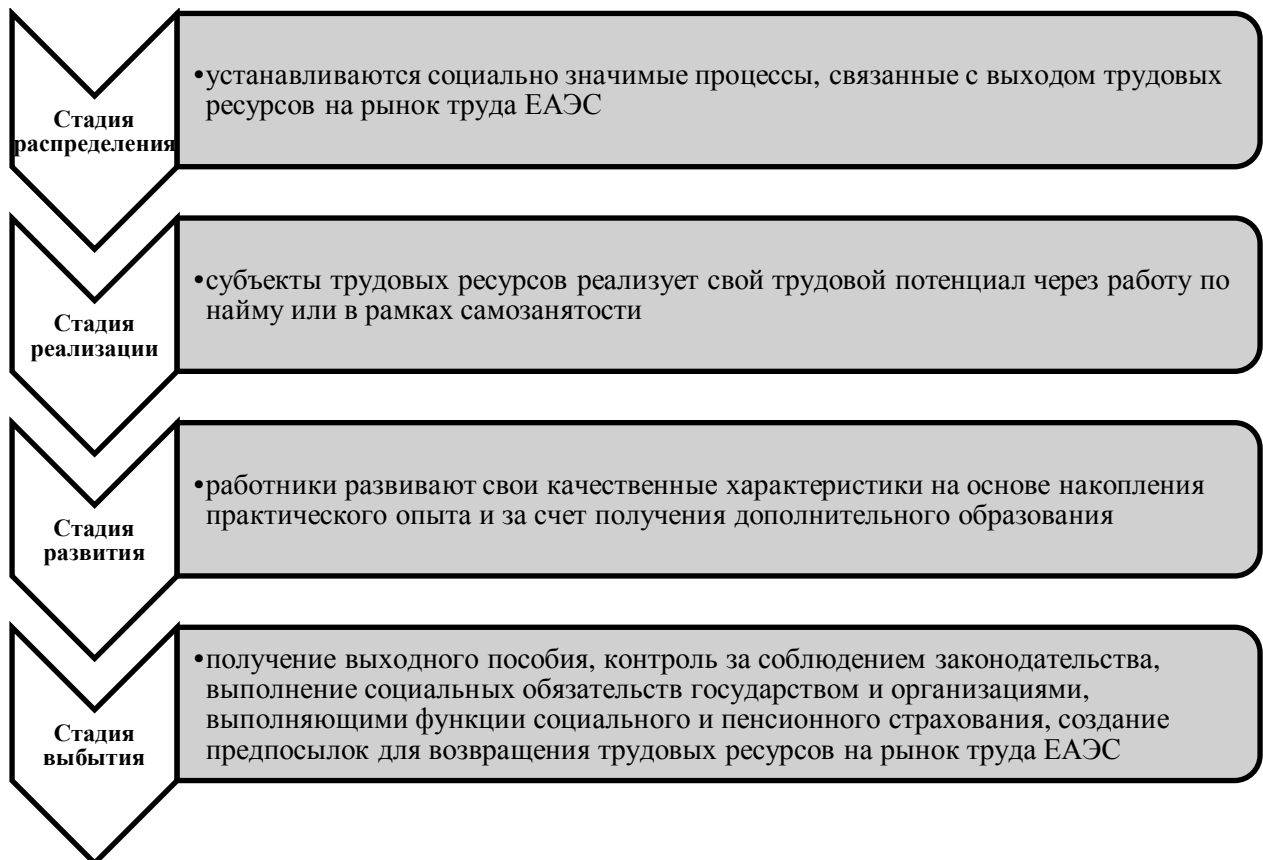 Стадия
распределения
•устанавливаются социально значимые процессы, связанные с выходом трудовых
ресурсов на рынок труда ЕАЭС
Стадия
реализации
•субъекты трудовых ресурсов реализует свой трудовой потенциал через работу по
найму или в рамках самозанятости
Стадия
развития
•работники развивают свои качественные характеристики на основе накопления
практического опыта и за счет получения дополнительного образования
Стадия
выбытия
•получение выходного пособия, контроль за соблюдением законодательства,
выполнение социальных обязательств государством и организациями,
выполняющими функции социального и пенсионного страхования, создание
предпосылок для возвращения трудовых ресурсов на рынок труда ЕАЭС